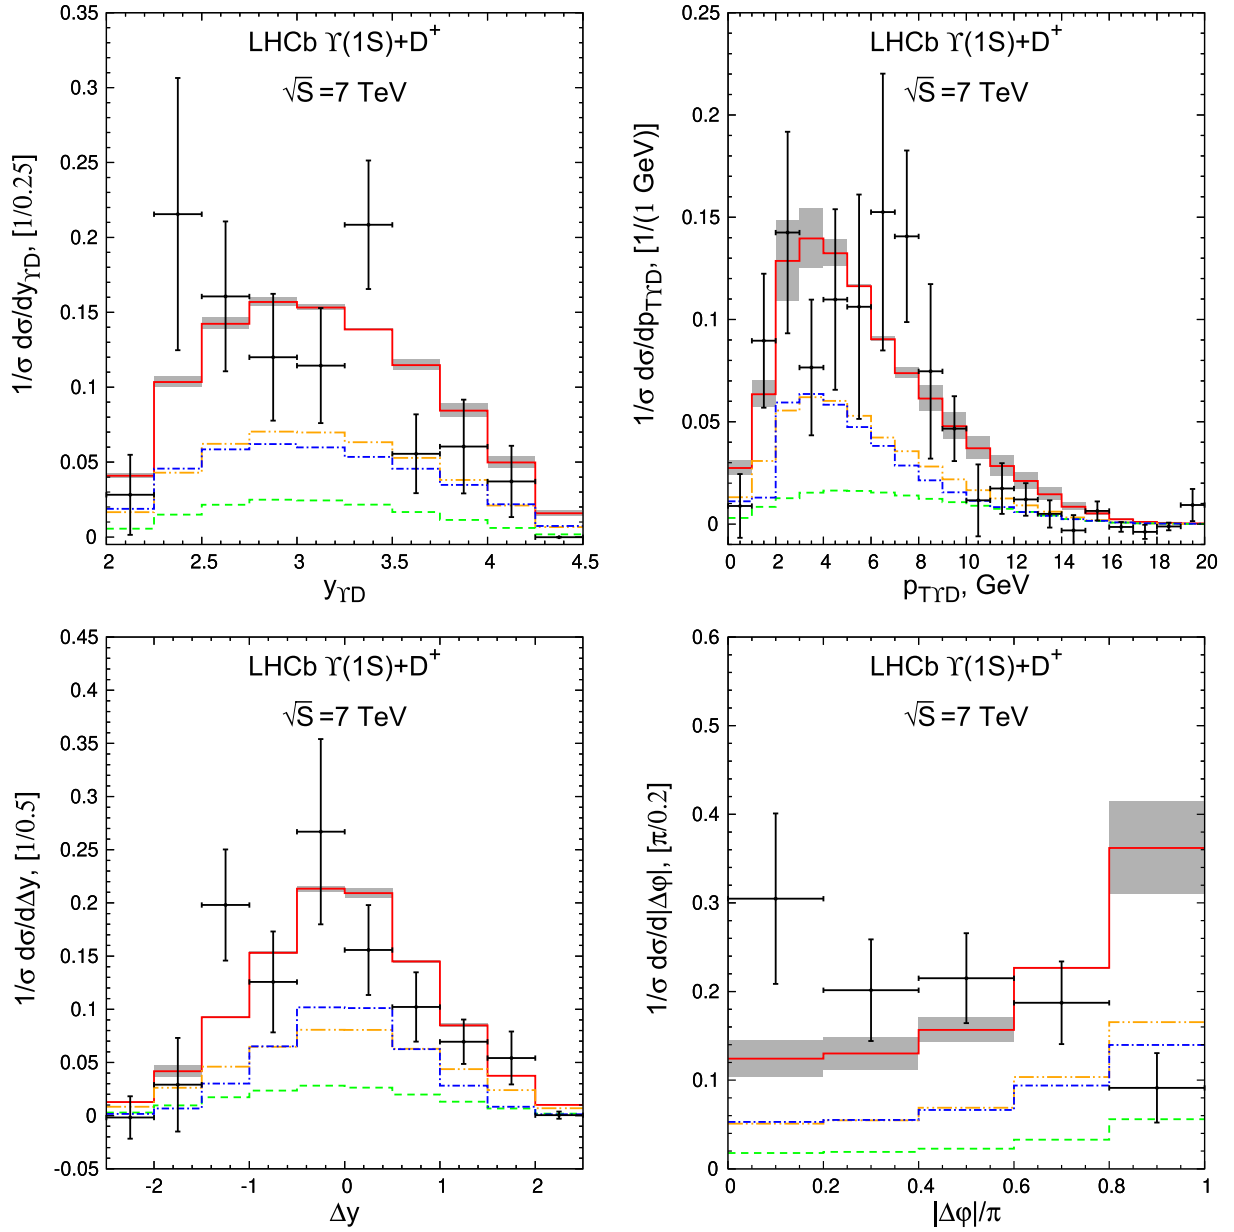 LHCb ϒ(1S)+D⁺
√S =7 TeV
1/σ dσ/dy_ϒD, [1/0.25]
0.35
0.3
0.25
0.2
0.15
0.1
0.05
0
2 2.5 3 3.5 4 4.5
y_ϒD
LHCb ϒ(1S)+D⁺
√S =7 TeV
1/σ dσ/dp_TϒD, [1/(1 GeV)]
0.25
0.2
0.15
0.1
0.05
0
0 2 4 6 8 10 12 14 16 18 20
p_TϒD, GeV
LHCb ϒ(1S)+D⁺
√S =7 TeV
1/σ dσ/dΔy, [1/0.5]
0.45
0.4
0.35
0.3
0.25
0.2
0.15
0.1
0.05
0
-0.05
-2 -1 0 1 2
Δy
LHCb ϒ(1S)+D⁺
√S =7 TeV
1/σ dσ/d|Δφ|, [π/0.2]
0.6
0.5
0.4
0.3
0.2
0.1
0
0 0.2 0.4 0.6 0.8 1
|Δφ|/π